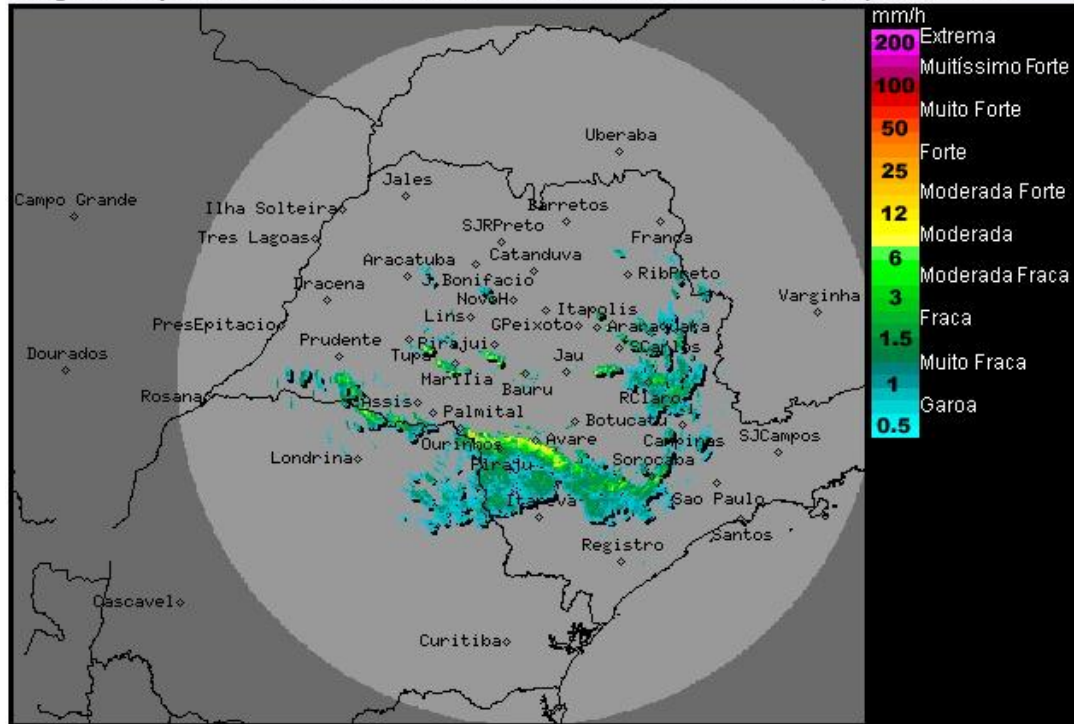 mm/h
200 Extrema
Muitíssimo Forte
100
Muito Forte
50
Forte
25
Moderada Forte
12
Moderada
6
Moderada Fraca
3
Fraca
1.5
Muito Fraca
1
Garoa
0.5
Uberaba
Jales
Campo Grande
Ilha Solteira
Barretos
SJRPreto
Franca
Tres Lagoas
Catanduva
Aracatuba
RibPreto
J.Bonifacio
Dracena
NovoH
Varginha
Itapolis
Lins
GPeixoto
PresEpitacio
Araraquara
Prudente
Pirajui
SCarlos
Dourados
Tupa
Jau
Marilia
Bauru
Rosana
RClaro
Assis
Palmital
Botucatu
Ourinhos
Avare
Campinas
SJCampos
Londrina
Piraju
Sorocaba
Itapeva
Sao Paulo
Santos
Registro
Cascavel
Curitiba